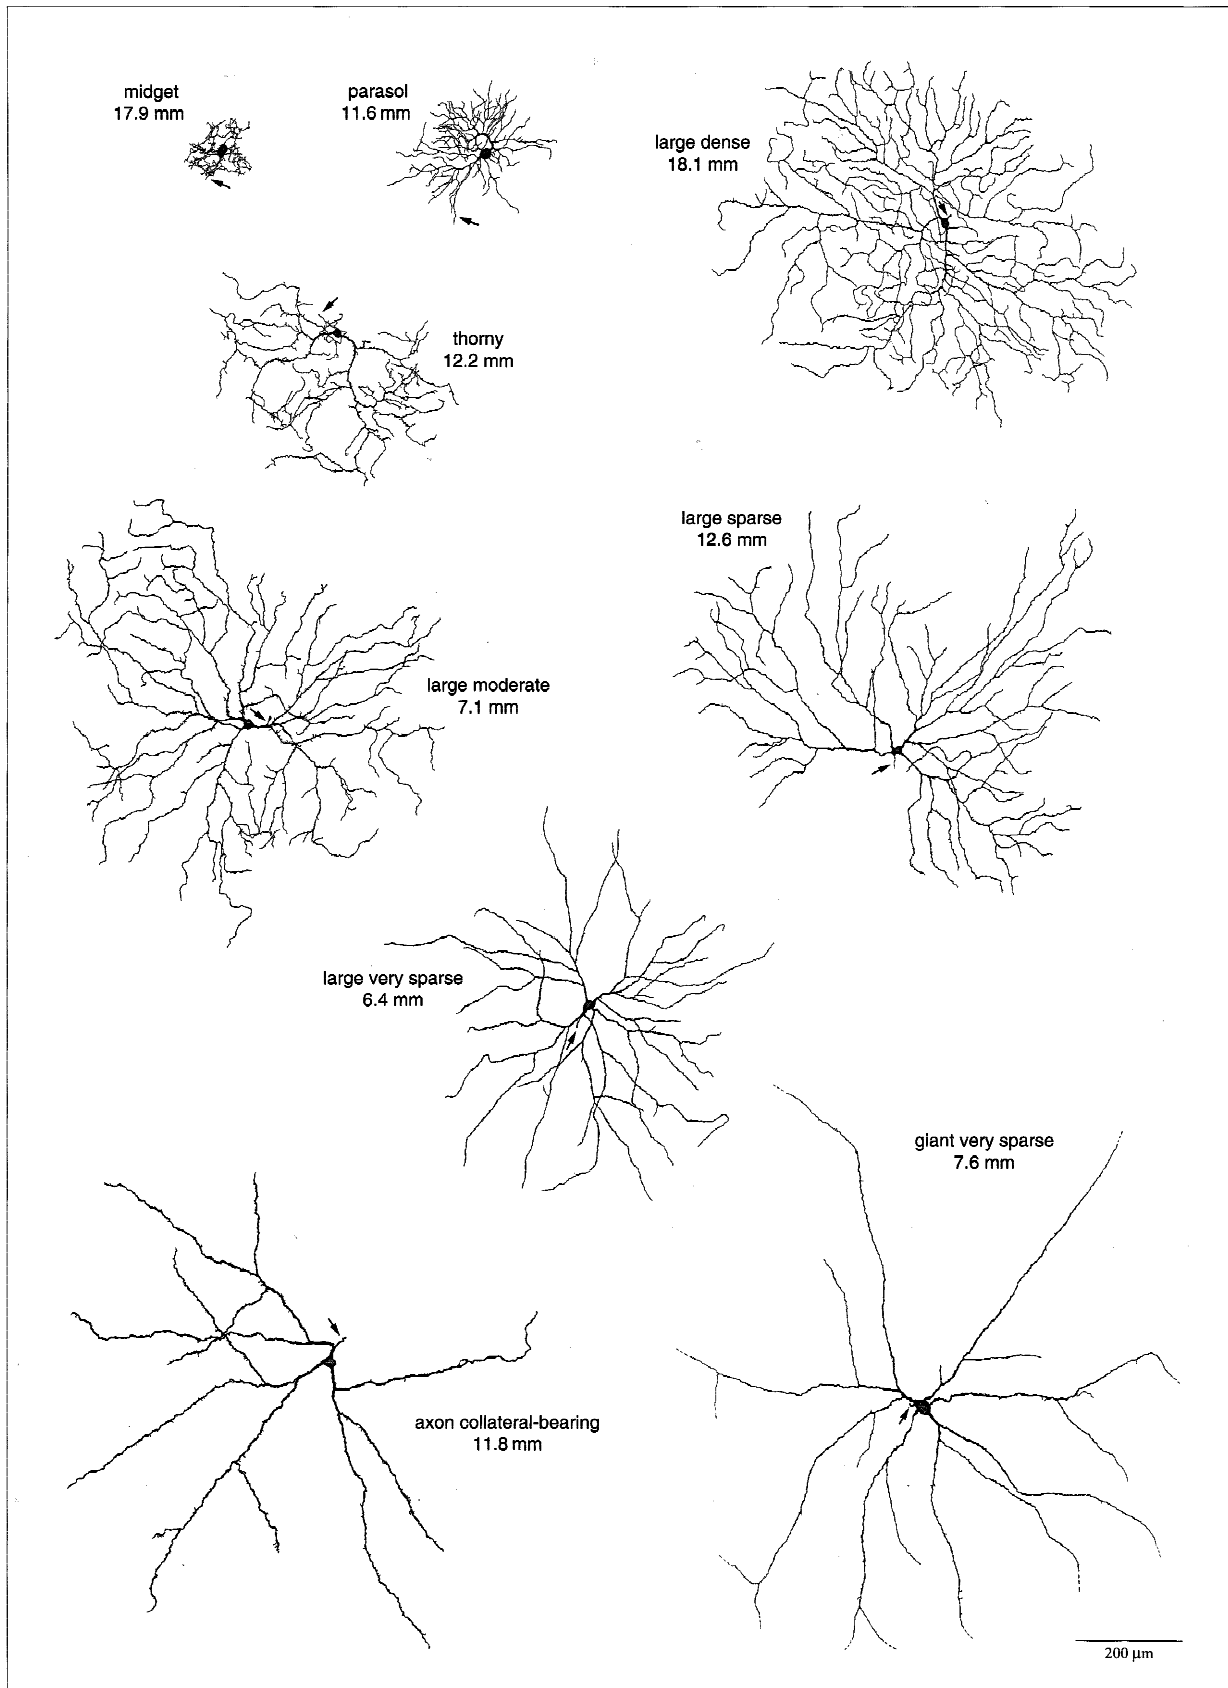 midget
17.9 mm
parasol
11.6 mm
large dense
18.1 mm
thorny
12.2 mm
large sparse
12.6 mm
large moderate
7.1 mm
large very sparse
6.4 mm
giant very sparse
7.6 mm
axon collateral-bearing
11.8 mm
200 µm